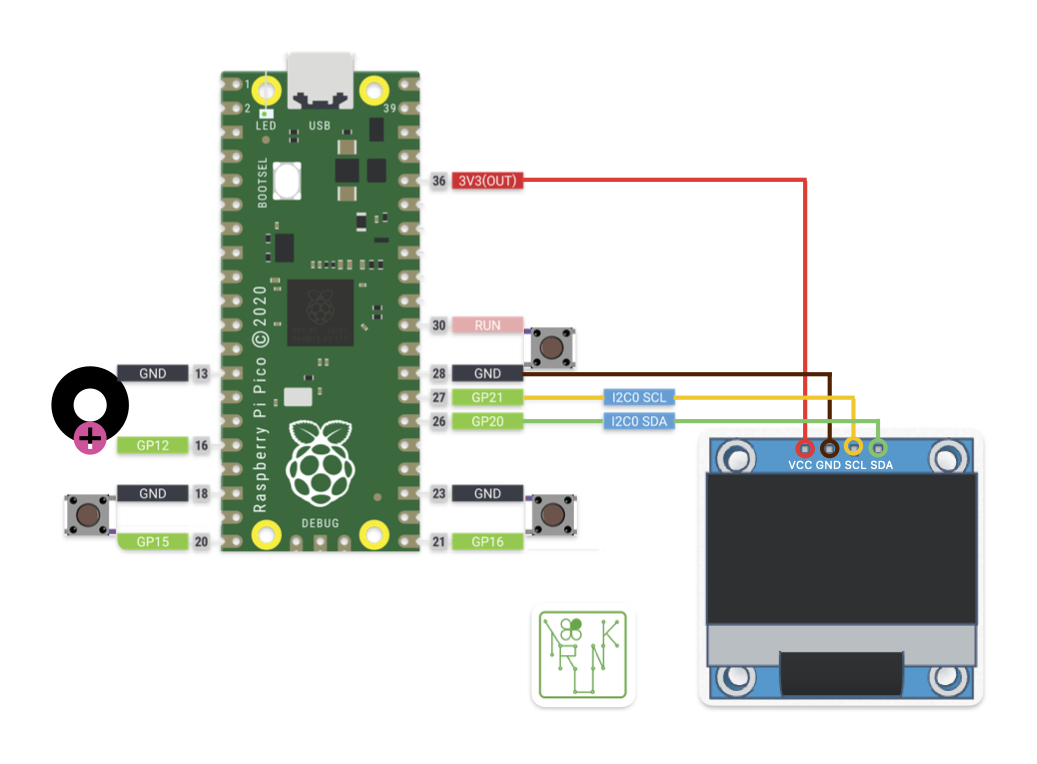 1
2
39
LED
USB
BOOTSEL
Raspberry Pi Pico © 2020
DEBUG
36 3V3(OUT)
30 RUN
GND 13
28 GND
27 GP21 I2C0 SCL
26 GP20 I2C0 SDA
+
GP12 16
GND 18
23 GND
GP15 20
21 GP16
VCC GND SCL SDA